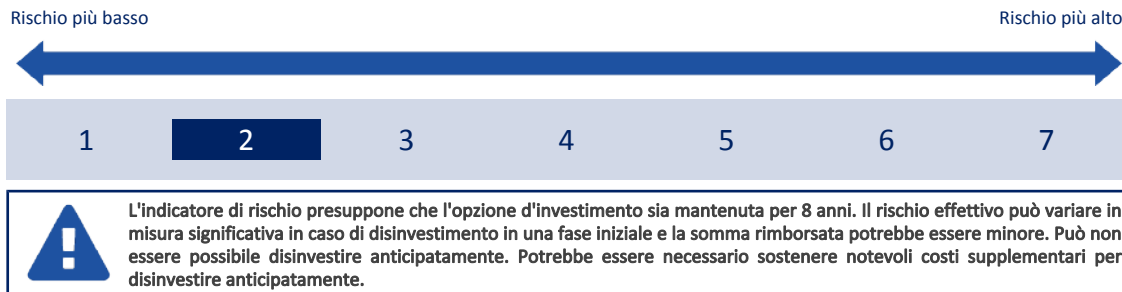 Rischio più basso Rischio più alto
1 2 3 4 5 6 7
L'indicatore di rischio presuppone che l'opzione d'investimento sia mantenuta per 8 anni. Il rischio effettivo può variare in
misura significativa in caso di disinvestimento in una fase iniziale e la somma rimborsata potrebbe essere minore. Può non
essere possibile disinvestire anticipatamente. Potrebbe essere necessario sostenere notevoli costi supplementari per
disinvestire anticipatamente.